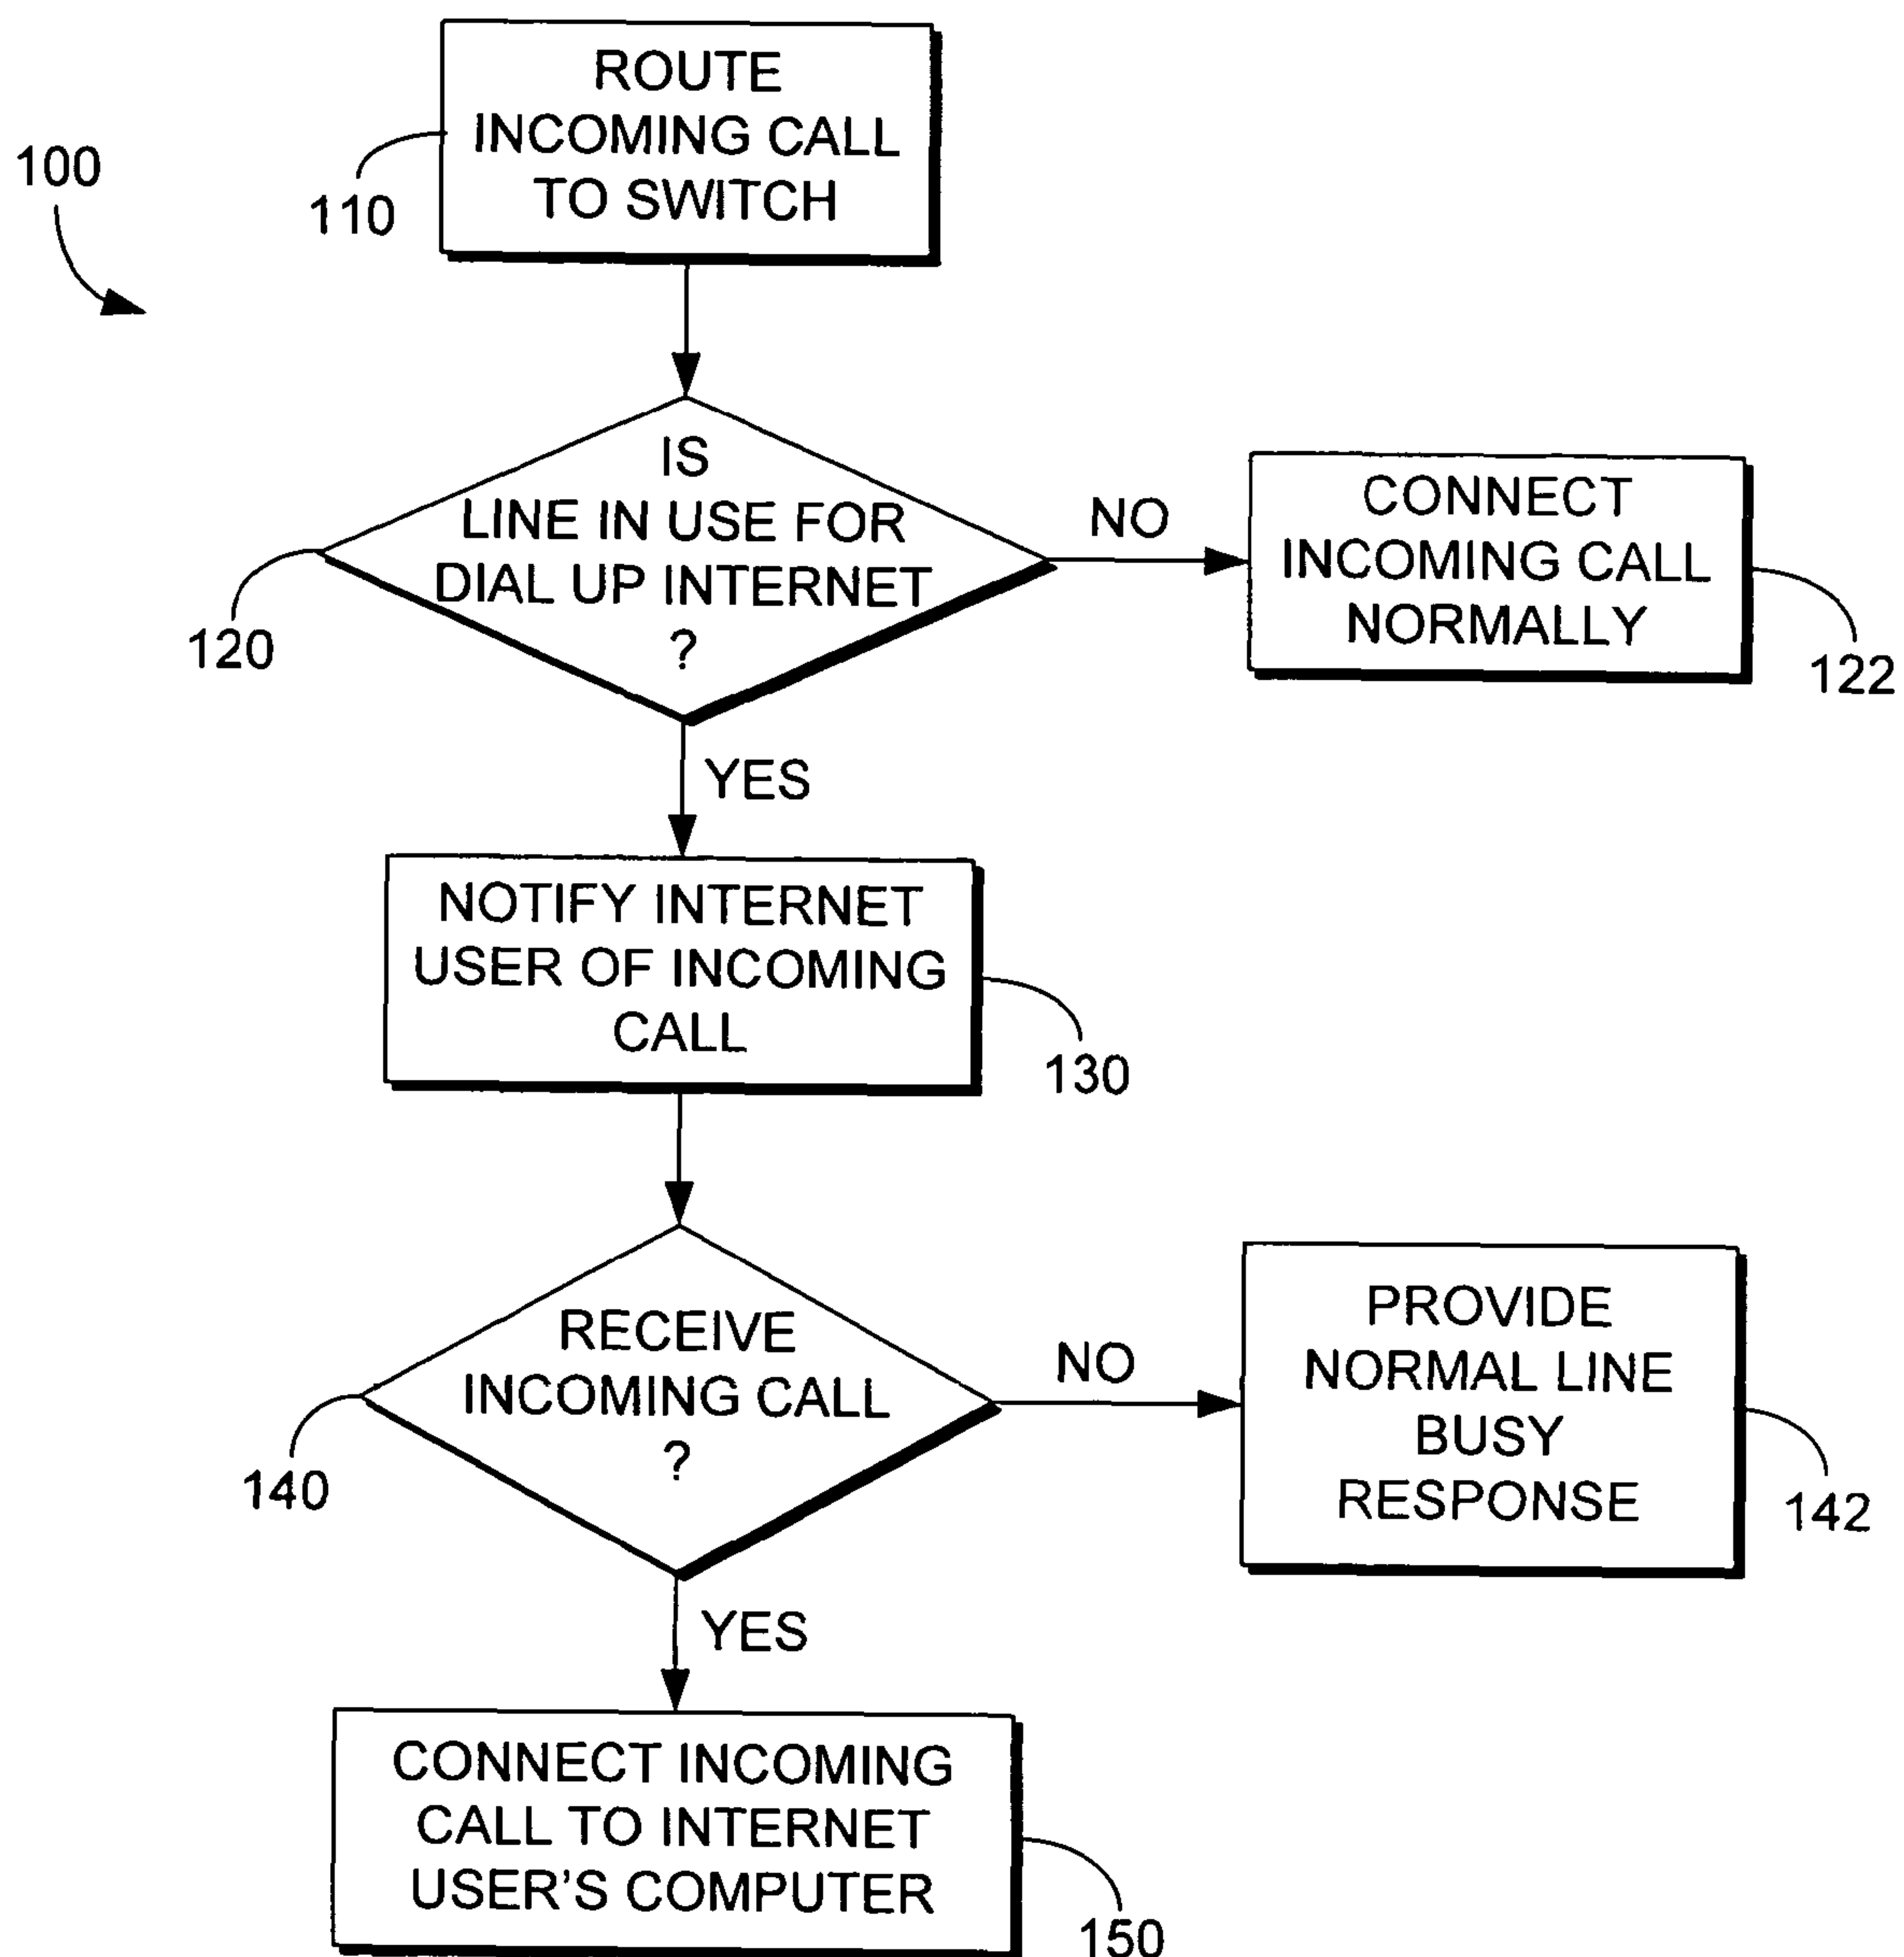 100
ROUTE
INCOMING CALL
TO SWITCH
110
IS
LINE IN USE FOR
DIAL UP INTERNET
?
120
NO
CONNECT
INCOMING CALL
NORMALLY
122
YES
NOTIFY INTERNET
USER OF INCOMING
CALL
130
RECEIVE
INCOMING CALL
?
140
NO
PROVIDE
NORMAL LINE
BUSY
RESPONSE
142
YES
CONNECT INCOMING
CALL TO INTERNET
USER'S COMPUTER
150